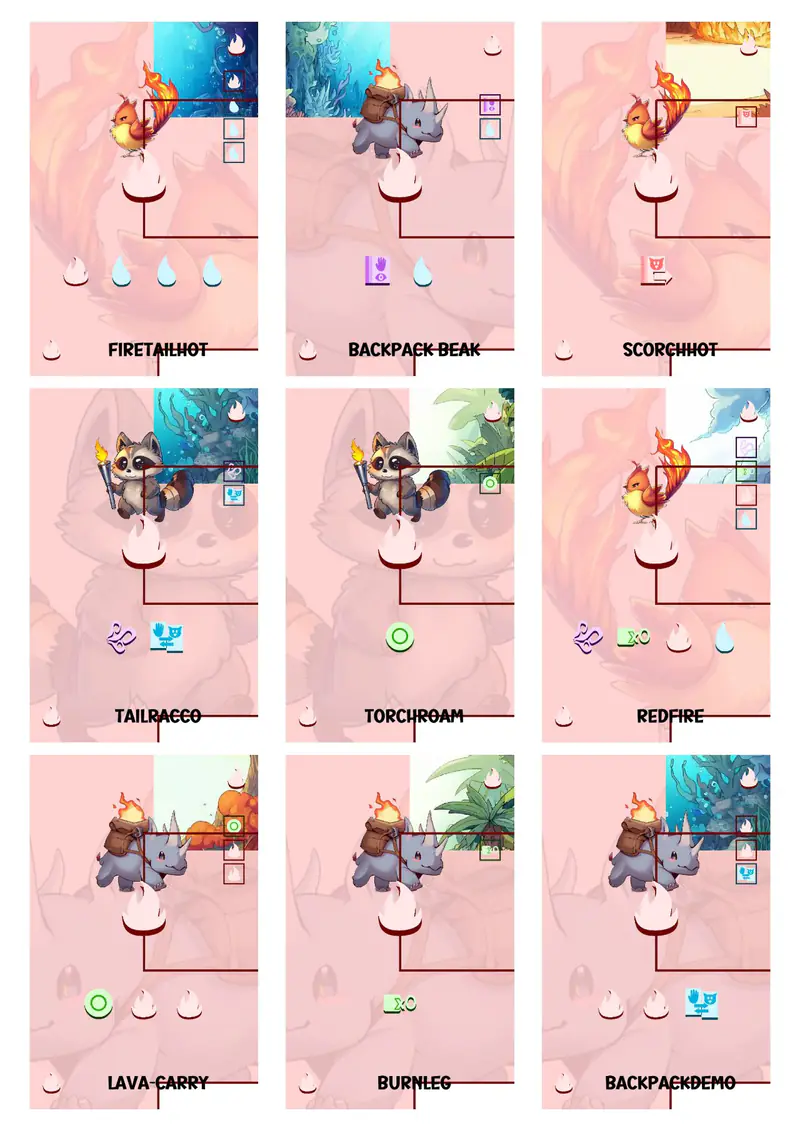 FIRETAILHOT
BACKPACK BEAK
SCORCHHOT
TAILRACCO
TORCHROAM
REDFIRE
LAVA-CARRY
BURNLEG
BACKPACKDEMO